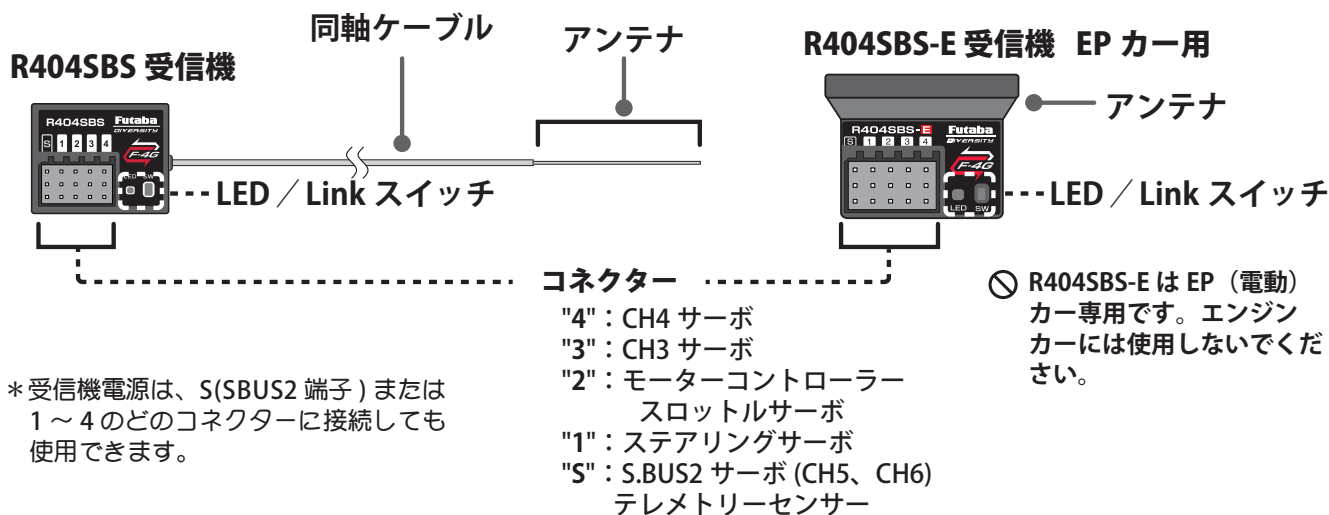 同軸ケーブル
アンテナ
R404SBS 受信機
R404SBS-E 受信機 EP カー用
アンテナ
R404SBS Futaba
DIVERSITY
S 1 2 3 4
F-4G
LED SW
LED／Link スイッチ
R404SBS-E Futaba
DIVERSITY
S 1 2 3 4
F-4G
LED SW
LED／Link スイッチ
コネクター
"4"：CH4 サーボ
"3"：CH3 サーボ
"2"：モーターコントローラー
スロットルサーボ
"1"：ステアリングサーボ
"S"：S.BUS2 サーボ (CH5、CH6)
テレメトリーセンサー
＊受信機電源は、S(SBUS2 端子 ) または
1 ～ 4 のどのコネクターに接続しても
使用できます。
R404SBS-E は EP（電動）
カー専用です。エンジン
カーには使用しないでくだ
さい。